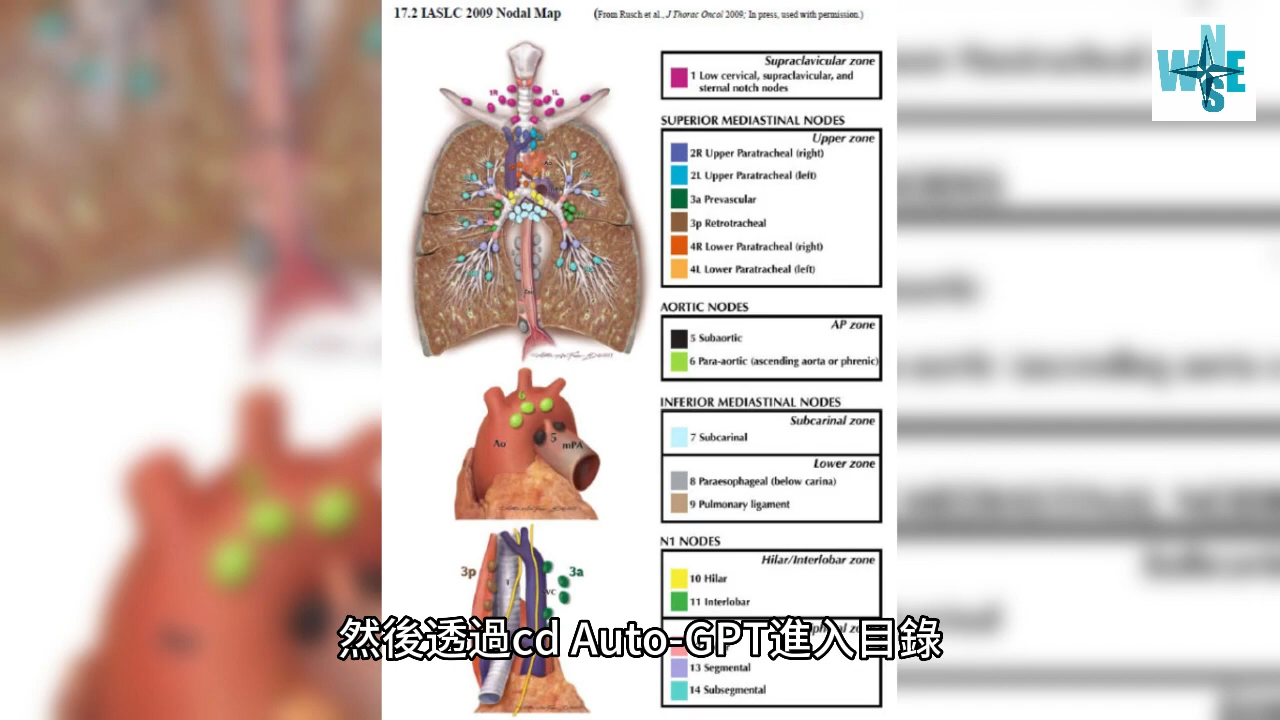 17.2 IASLC 2009 Nodal Map
(From Rusch et al., J Thorac Oncol 2009; In press, used with permission.)
N
W E
S
Supraclavicular zone
1 Low cervical, supraclavicular, and
sternal notch nodes
SUPERIOR MEDIASTINAL NODES
Upper zone
2R Upper Paratracheal (right)
2L Upper Paratracheal (left)
3a Prevascular
3p Retrotracheal
4R Lower Paratracheal (right)
4L Lower Paratracheal (left)
AORTIC NODES
AP zone
5 Subaortic
6 Para-aortic (ascending aorta or phrenic)
INFERIOR MEDIASTINAL NODES
Subcarinal zone
7 Subcarinal
Lower zone
8 Paraesophageal (below carina)
9 Pulmonary ligament
N1 NODES
Hilar/Interlobar zone
10 Hilar
11 Interlobar
13 Segmental
14 Subsegmental
1R
1L
Ao
6
Ao
5
mPA
3p
3a
T
然後透過cd Auto-GPT進入目錄